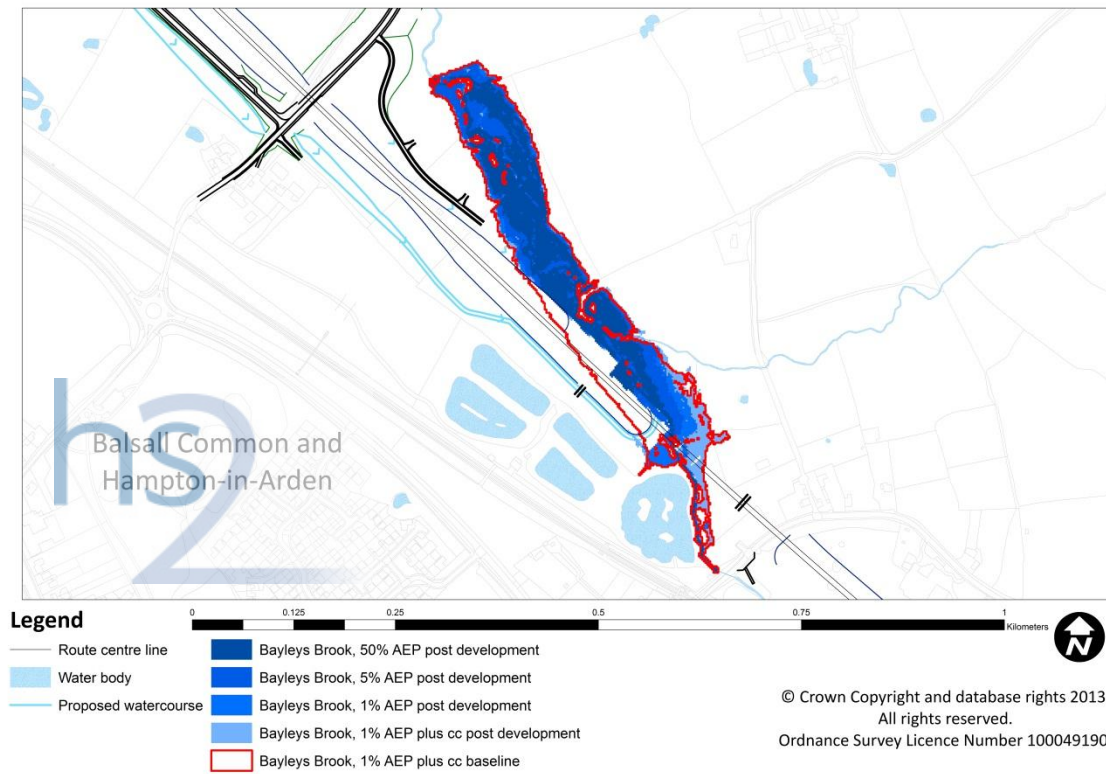 hs2
Balsall Common and
Hampton-in-Arden
Legend
0 0.125 0.25 0.5 0.75 1
Kilometers
Route centre line
Water body
Proposed watercourse
Bayleys Brook, 50% AEP post development
Bayleys Brook, 5% AEP post development
Bayleys Brook, 1% AEP post development
Bayleys Brook, 1% AEP plus cc post development
Bayleys Brook, 1% AEP plus cc baseline
N
© Crown Copyright and database rights 2013
All rights reserved.
Ordnance Survey Licence Number 100049190